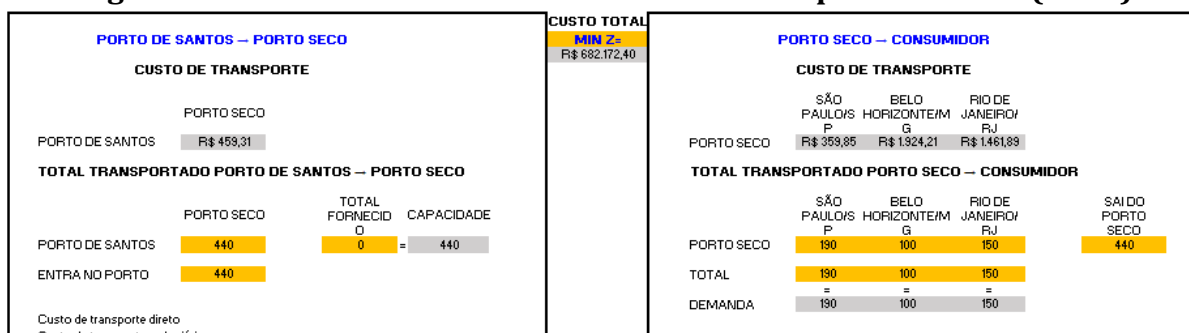 CUSTO TOTAL
MIN Z=
R$ 682.172,40
PORTO DE SANTOS → PORTO SECO
CUSTO DE TRANSPORTE
PORTO SECO
PORTO DE SANTOS R$ 459,31
TOTAL TRANSPORTADO PORTO DE SANTOS → PORTO SECO
PORTO SECO TOTAL FORNECID O CAPACIDADE
PORTO DE SANTOS 440 0 = 440
ENTRA NO PORTO 440
Custo de transporte direto
PORTO SECO → CONSUMIDOR
CUSTO DE TRANSPORTE
SÃO BELO RIO DE
PAULO/S HORIZONTE/M JANEIRO/
P G RJ
PORTO SECO R$ 359,85 R$ 1.924,21 R$ 1.461,89
TOTAL TRANSPORTADO PORTO SECO → CONSUMIDOR
SÃO BELO RIO DE SAI DO
PAULO/S HORIZONTE/M JANEIRO/ PORTO
P G RJ SECO
PORTO SECO 190 100 150 440
TOTAL 190 100 150
= = =
DEMANDA 190 100 150